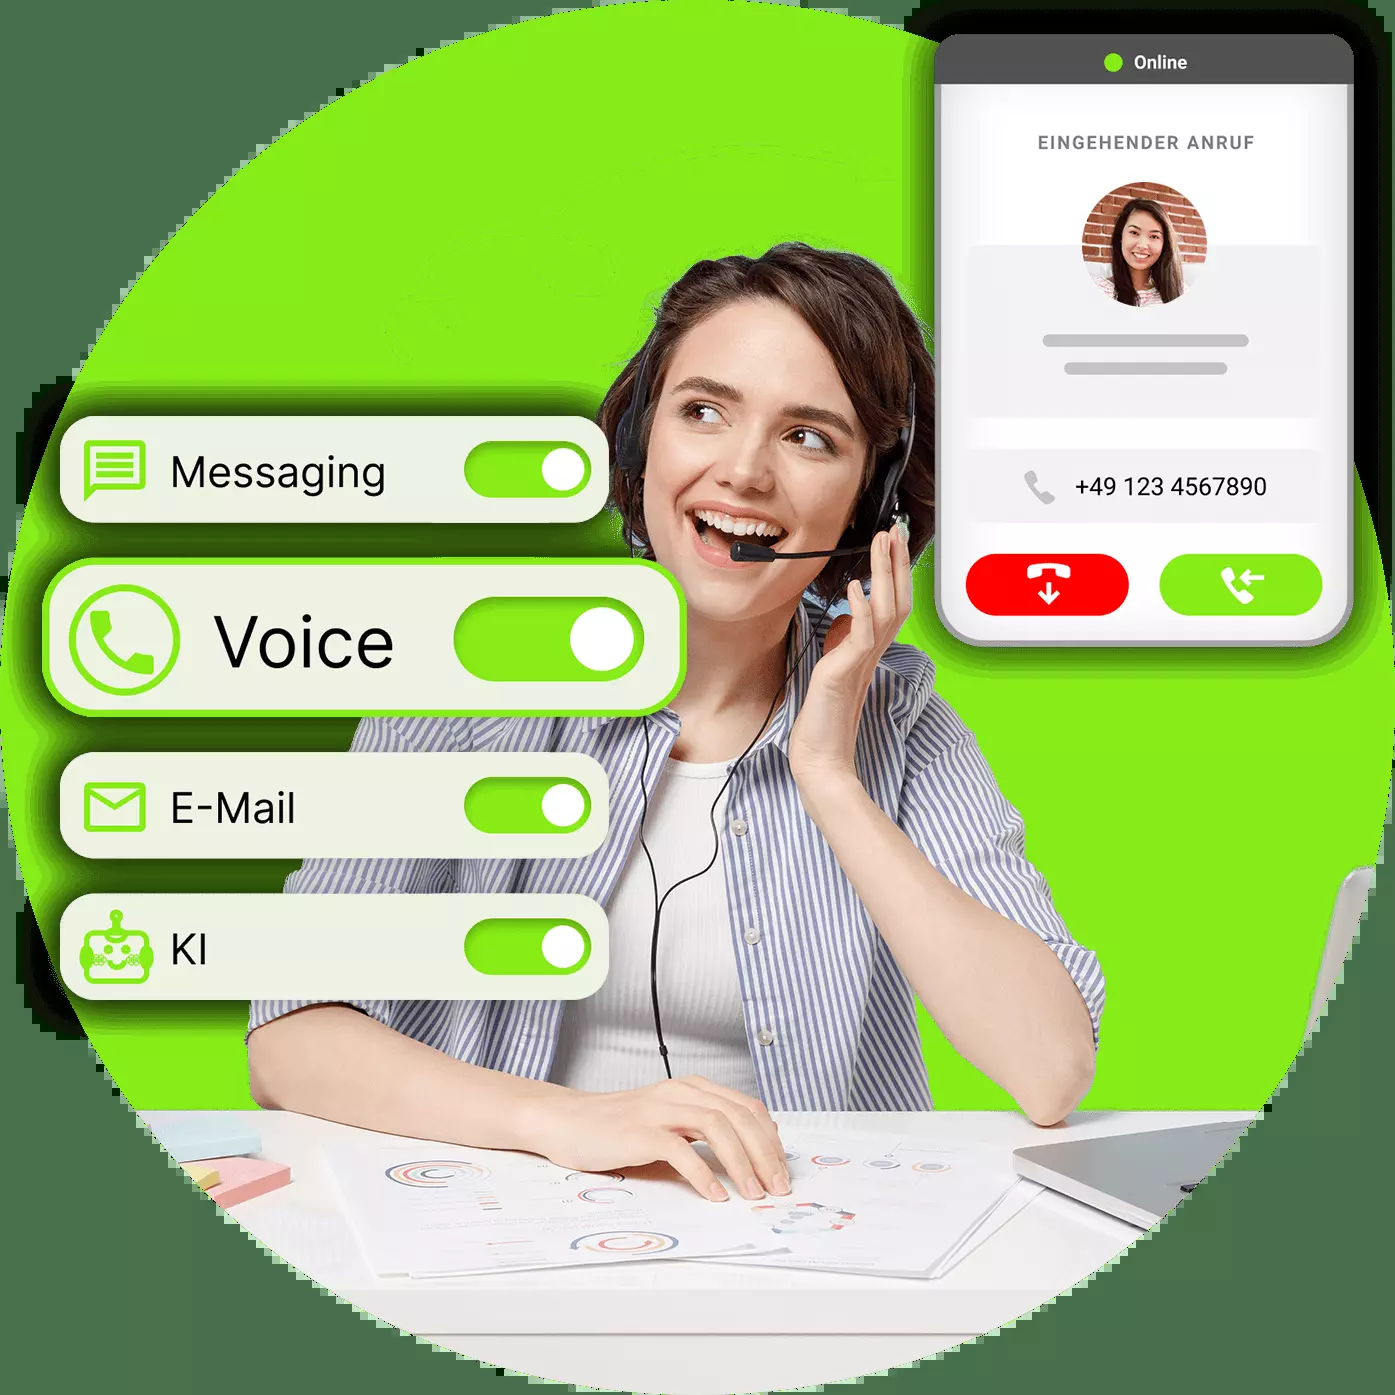 Online
EINGEHENDER ANRUF
+49 123 4567890
Messaging
Voice
E-Mail
KI